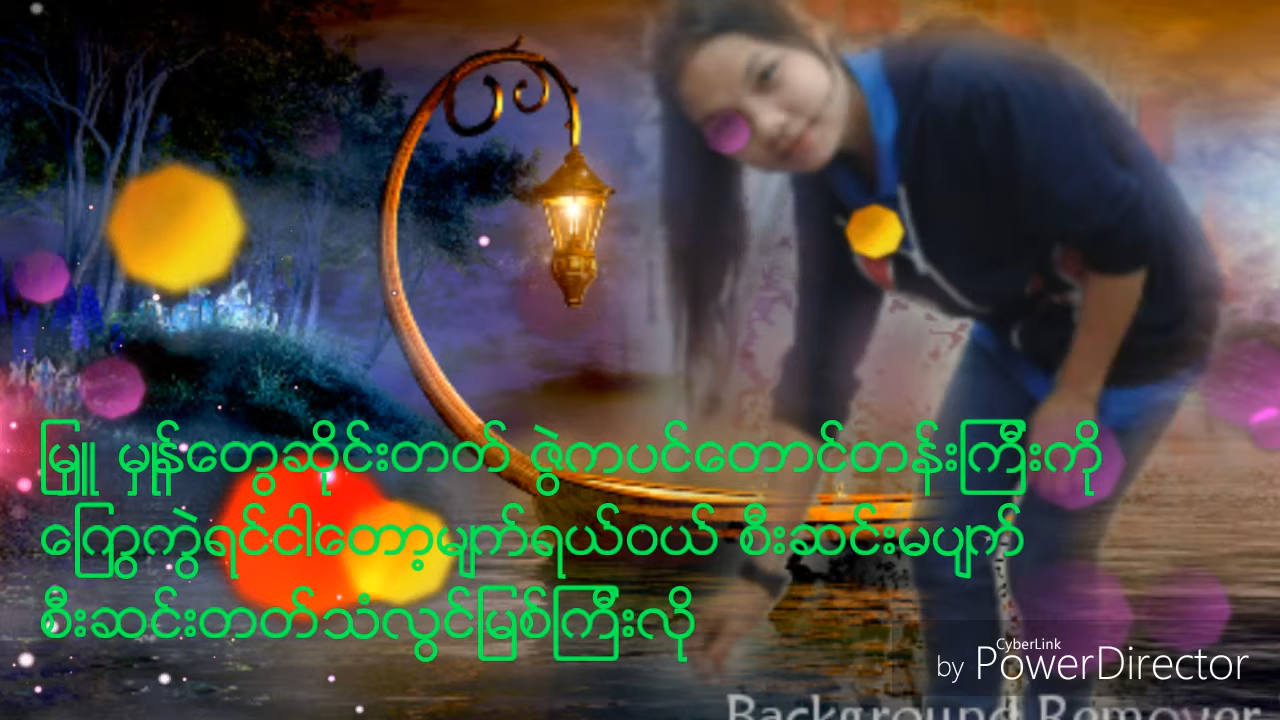 မြှူ မှုန်တွေဆိုင်းတတ် ဇွဲကပင်တောင်တန်းကြီးကို
ကြွေကွဲရင်ငါတော့မျက်ရယ်ဝယ် စီးဆင်းမပျက်
စီးဆင်းတတ်သံလွင်မြစ်ကြီးလို
CyberLink
by PowerDirector
Background Remover